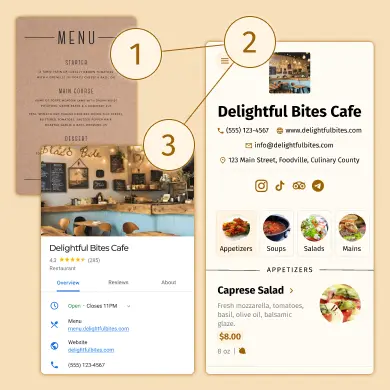 MENU
STARTER
MAIN COURSE
DESSERT
1
2
3
Delightful Bites Cafe
4.3 (245)
Restaurant
Overview
Reviews
About
Open – Closes 11PM
Menu
menu.delightfulbites.com
Website
delightfulbites.com
(555) 123-4567
Delightful Bites Cafe
(555) 123-4567 www.delightfulbites.com
info@delightfulbites.com
123 Main Street, Foodville, Culinary County
Appetizers
Soups
Salads
Mains
APPETIZERS
Caprese Salad
Fresh mozzarella, tomatoes,
basil, olive oil, balsamic
glaze.
$8.00
8 oz |